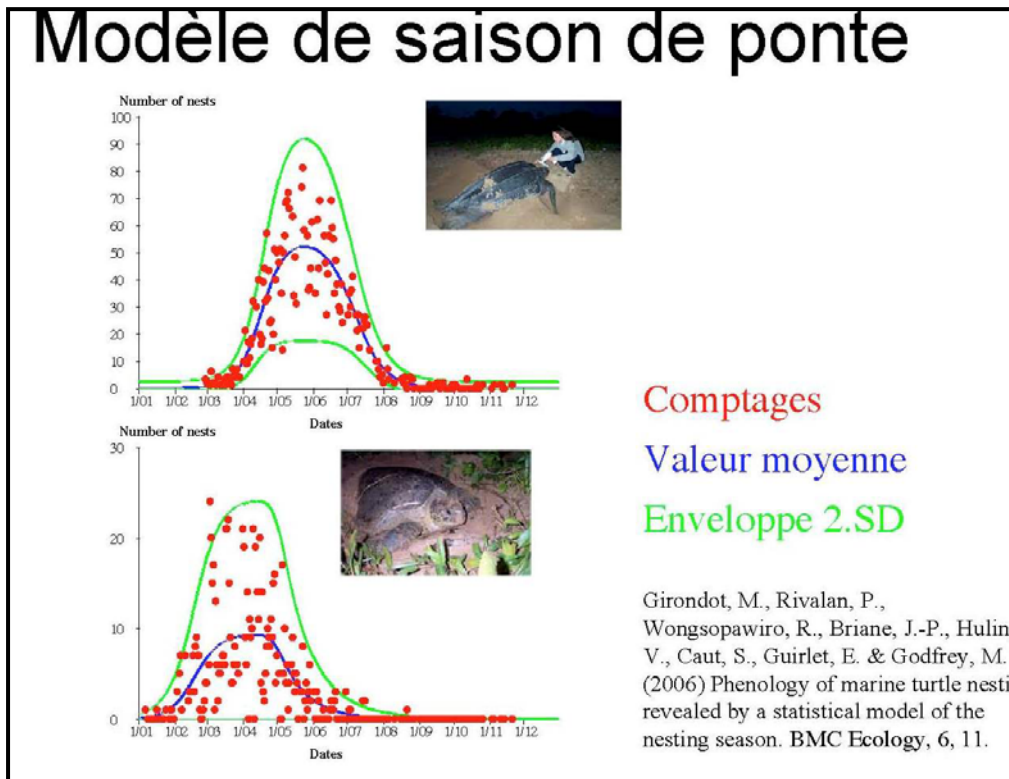 Modèle de saison de ponte
Number of nests
100
90
80
70
60
50
40
30
20
10
0
1/01 1/02 1/03 1/04 1/05 1/06 1/07 1/08 1/09 1/10 1/11 1/12
Dates
Number of nests
30
20
10
0
1/01 1/02 1/03 1/04 1/05 1/06 1/07 1/08 1/09 1/10 1/11 1/12
Dates
Comptages
Valeur moyenne
Enveloppe 2.SD
Girondot, M., Rivalan, P.,
Wongsopawiro, R., Briane, J.-P., Hulin
V., Caut, S., Guirlet, E. & Godfrey, M.
(2006) Phenology of marine turtle nesti
revealed by a statistical model of the
nesting season. BMC Ecology, 6, 11.